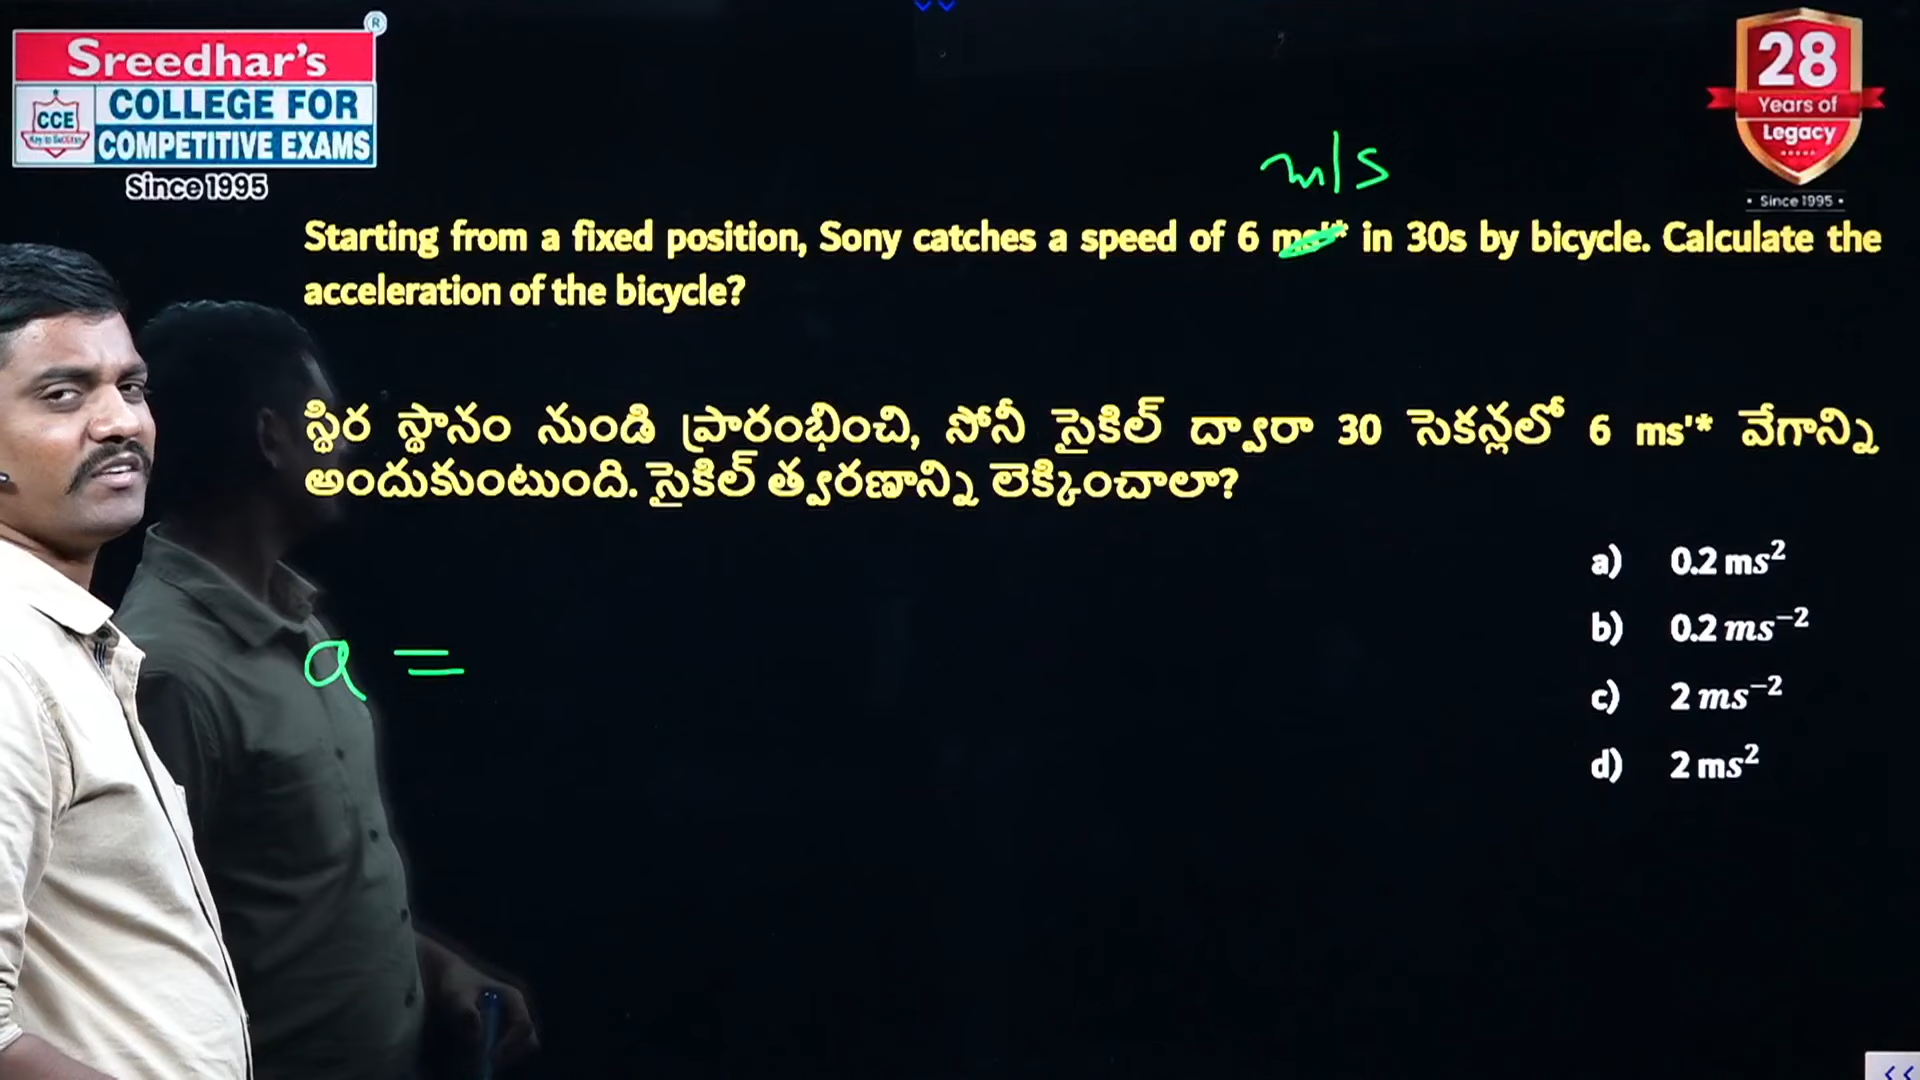 Sreedhar's
®
CCE
COLLEGE FOR
COMPETITIVE EXAMS
Since 1995
28
Years of
Legacy
• Since 1995 •
m/s
Starting from a fixed position, Sony catches a speed of 6 ms'* in 30s by bicycle. Calculate the
acceleration of the bicycle?
స్థిర స్థానం నుండి ప్రారంభించి, సోనీ సైకిల్ ద్వారా 30 సెకన్లలో 6 ms'* వేగాన్ని
అందుకుంటుంది. సైకిల్ త్వరణాన్ని లెక్కించాలా?
a) 0.2 ms²
b) 0.2 ms⁻²
c) 2 ms⁻²
d) 2 ms²
a =
<<